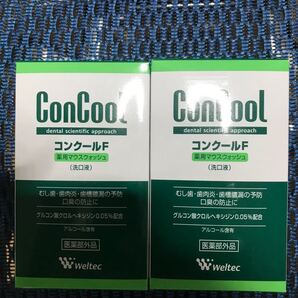 ConCool
dental scientific approach
コンクールF
薬用マウスウォッシュ
(洗口液)
むし歯・歯肉炎・歯槽膿漏の予防
口臭の防止に
グルコン酸クロルヘキシジン0.05%配合
アルコール含有
医薬部外品
weltec
ConCool
dental scientific approach
コンクールF
薬用マウスウォッシュ
(洗口液)
むし歯・歯肉炎・歯槽膿漏の予防
口臭の防止に
グルコン酸クロルヘキシジン0.05%配合
アルコール含有
医薬部外品
weltec